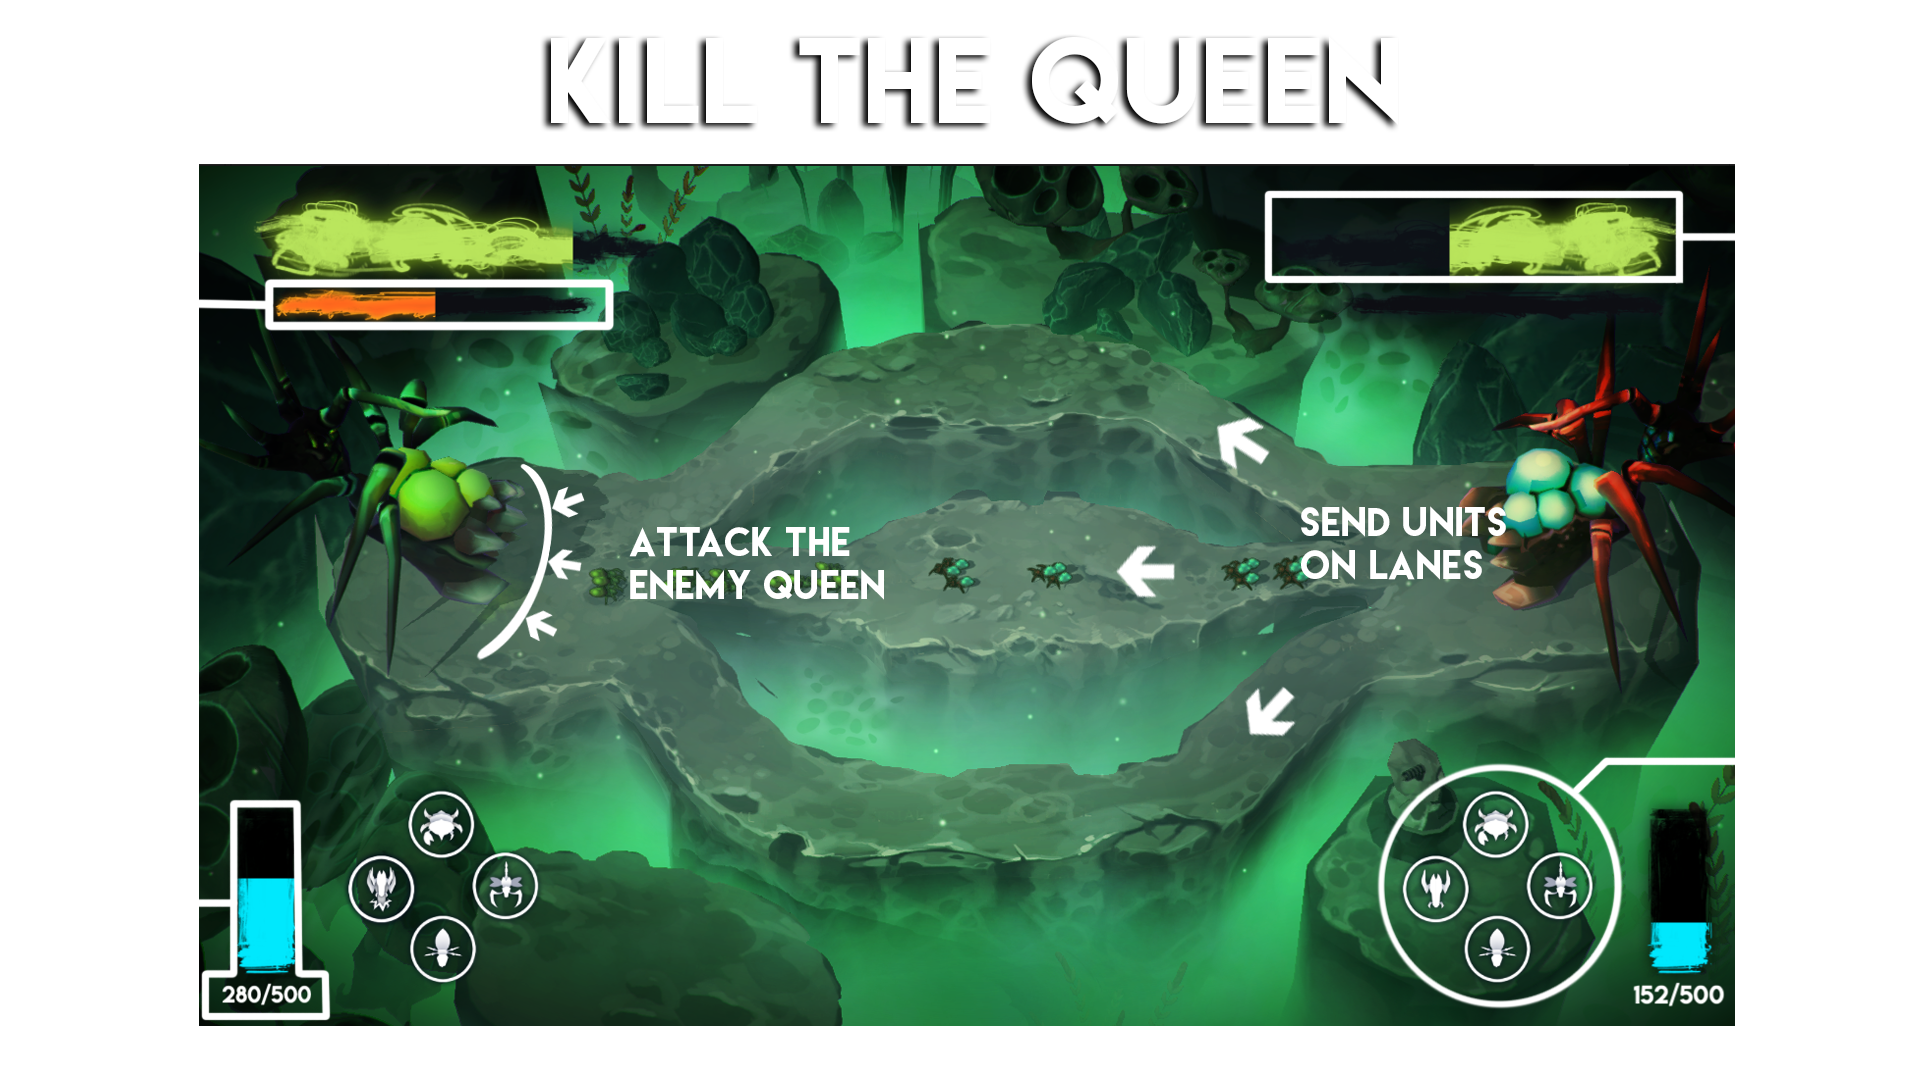 KILL THE QUEEN
ATTACK THE
ENEMY QUEEN
SEND UNITS
ON LANES
280/500
152/500